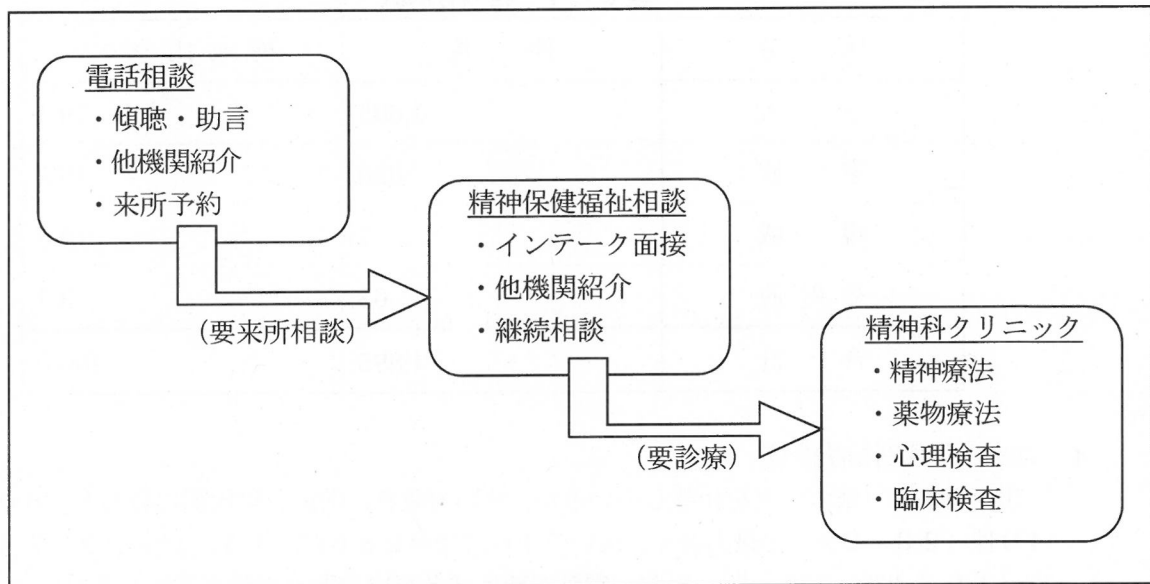 電話相談
・傾聴・助言
・他機関紹介
・来所予約
(要来所相談)
精神保健福祉相談
・インテーク面接
・他機関紹介
・継続相談
(要診療)
精神科クリニック
・精神療法
・薬物療法
・心理検査
・臨床検査